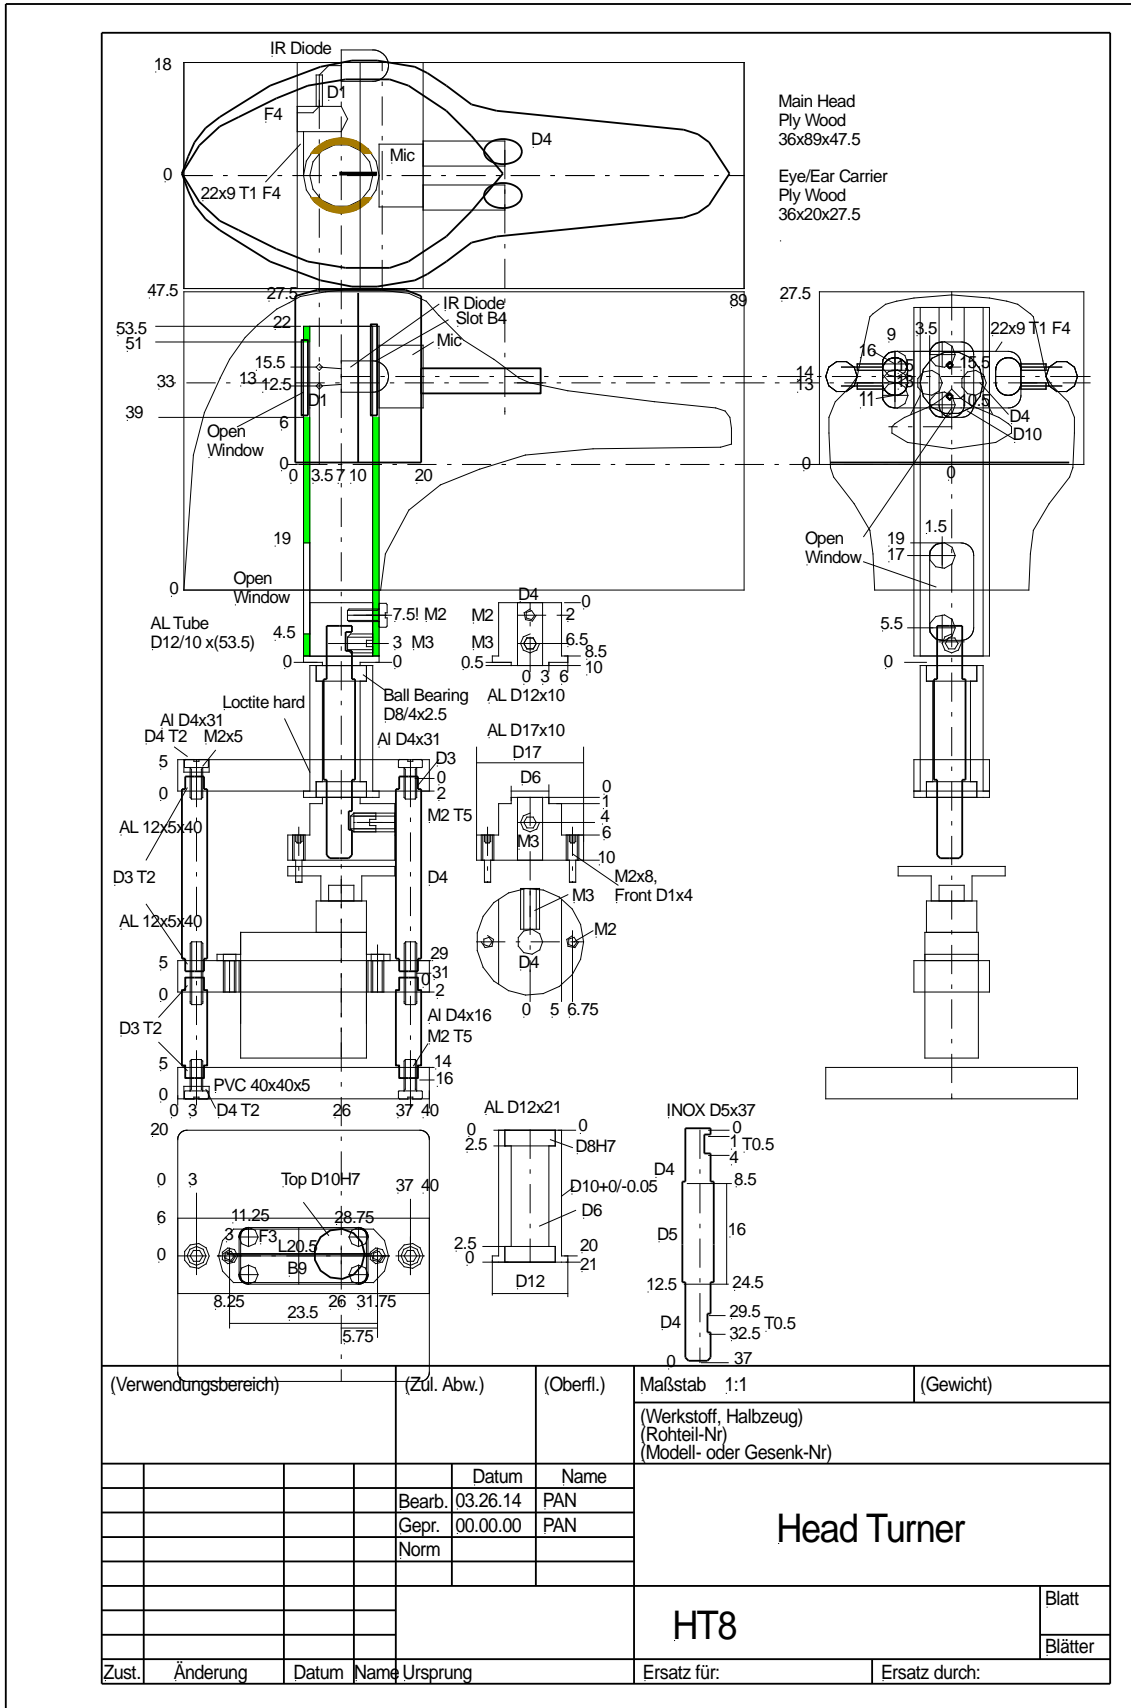 IR Diode
18
D1
F4
Mic
D4
0
22x9 T1 F4
Main Head
Ply Wood
36x89x47.5
Eye/Ear Carrier
Ply Wood
36x20x27.5
47.5
27.5
89
53.5
22
51
IR Diode
Slot B4
Mic
15.5
33
13
12.5
D1
39
6
Open
Window
0
0 3.5 7 10 20
19
Open
Window
0
AL Tube
D12/10 x(53.5)
4.5
0
7.5! M2
3 M3
0
27.5
9
3.5
22x9 T1 F4
16
15.5
14
13
11
0.5
D4
D10
0
0
Open
Window
1.5
19
17
5.5
0
D4
M2
M3
0.5
0
2
6.5
8.5
10
0 3 6
AL D12x10
Loctite hard
Ball Bearing
D8/4x2.5
Al D4x31
D4 T2
M2x5
Al D4x31
D3
5
0
0
2
AL 12x5x40
M2 T5
D3 T2
D4
AL 12x5x40
5
29
31
0
0
2
D3 T2
Al D4x16
M2 T5
5
14
16
0
PVC 40x40x5
D4 T2
0 3 26 37 40
AL D17x10
D17
D6
0
1
4
6
10
M3
M2x8,
Front D1x4
M3
M2
D4
0 5 6.75
20
0 3
Top D10H7
37 40
6
11.25
28.75
3
F3
L20.5
0
B9
8.25
26
31.75
23.5
5.75
AL D12x21
0
0
2.5
D8H7
D10+0/-0.05
D6
2.5
20
0
21
D12
INOX D5x37
0
1
T0.5
4
D4
8.5
D5
16
12.5
24.5
29.5
D4
T0.5
32.5
0
37
(Verwendungsbereich)
(Zul. Abw.)
(Oberfl.)
Maßstab 1:1
(Gewicht)
(Werkstoff, Halbzeug)
(Rohteil-Nr)
(Modell- oder Gesenk-Nr)
Datum Name
Bearb. 03.26.14 PAN
Gepr. 00.00.00 PAN
Norm
Head Turner
HT8
Blatt
Blätter
Zust. Änderung Datum Name Ursprung
Ersatz für:
Ersatz durch: